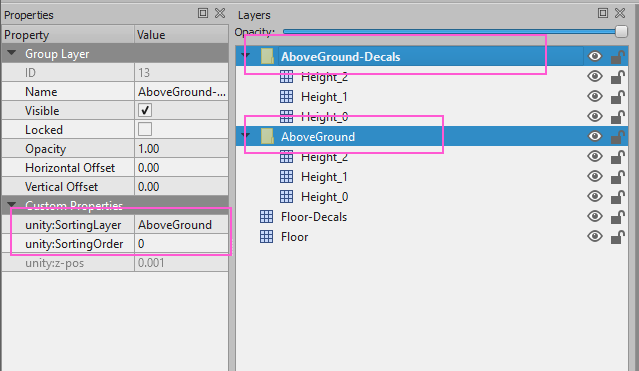 Properties
Property Value
Group Layer
ID 13
Name AboveGround-...
Visible
Locked
Opacity 1.00
Horizontal Offset 0.00
Vertical Offset 0.00
Custom Properties
unity:SortingLayer AboveGround
unity:SortingOrder 0
unity:z-pos 0.001
Layers
Opacity:
AboveGround-Decals
Height_2
Height_1
Height_0
AboveGround
Height_2
Height_1
Height_0
Floor-Decals
Floor